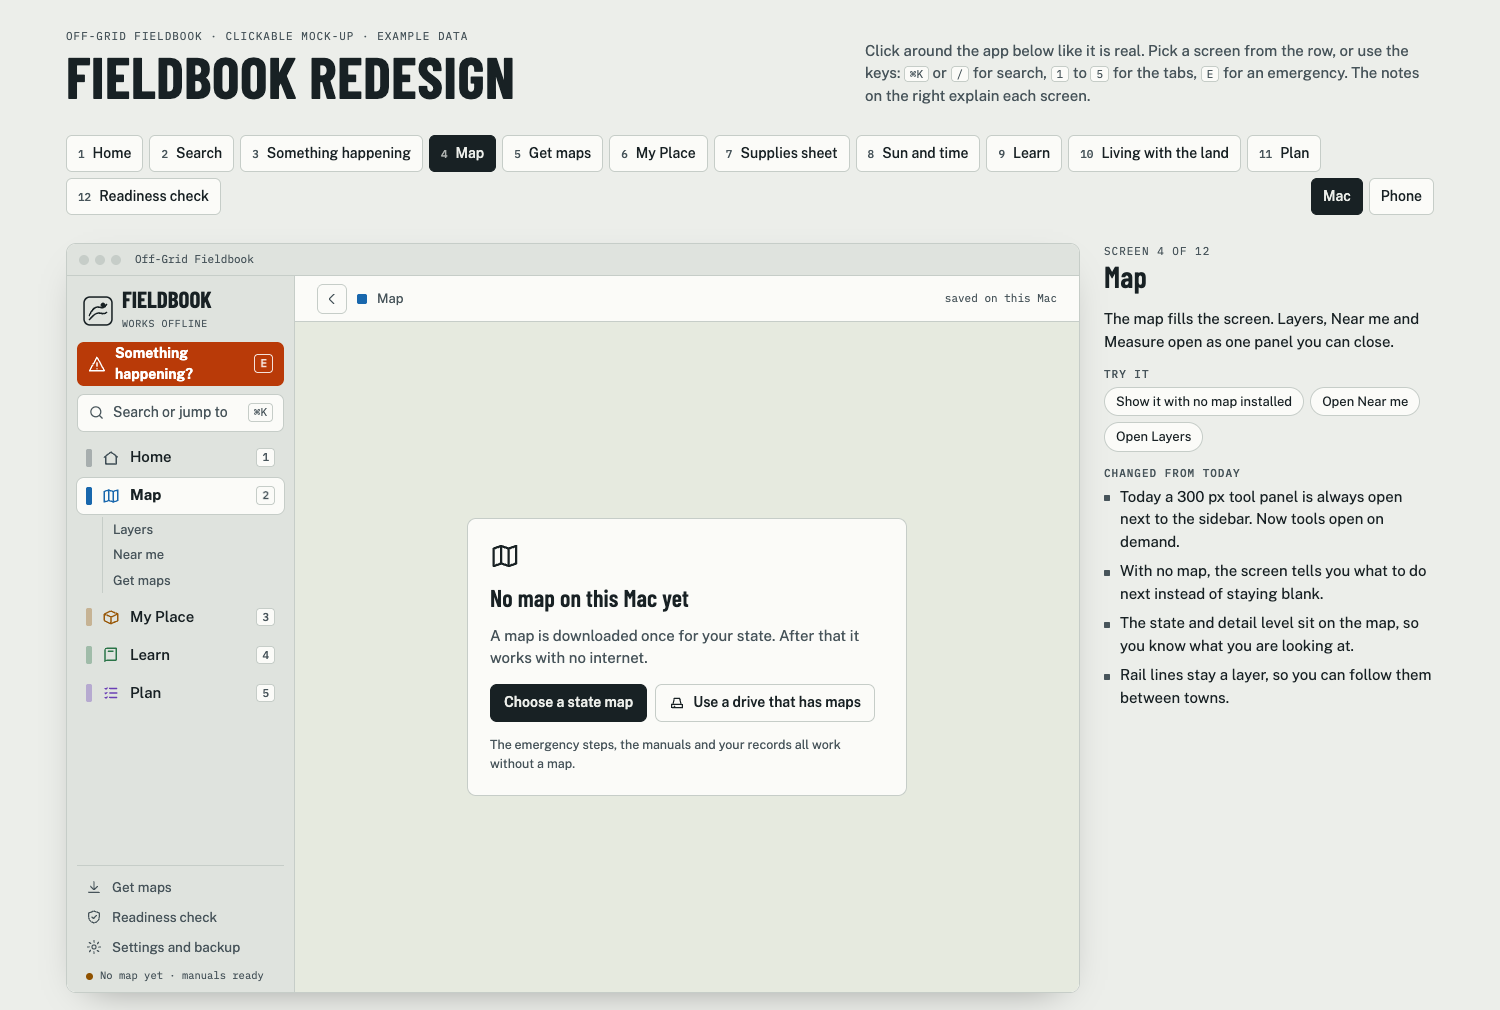 OFF-GRID FIELDBOOK · CLICKABLE MOCK-UP · EXAMPLE DATA
FIELDBOOK REDESIGN
Click around the app below like it is real. Pick a screen from the row, or use the
keys: ⌘K or / for search, 1 to 5 for the tabs, E for an emergency. The notes
on the right explain each screen.
1 Home
2 Search
3 Something happening
4 Map
5 Get maps
6 My Place
7 Supplies sheet
8 Sun and time
9 Learn
10 Living with the land
11 Plan
12 Readiness check
Mac
Phone
Off-Grid Fieldbook
FIELDBOOK
WORKS OFFLINE
Something
happening?
E
Search or jump to ⌘K
Home 1
Map 2
Layers
Near me
Get maps
My Place 3
Learn 4
Plan 5
Get maps
Readiness check
Settings and backup
No map yet · manuals ready
Map
saved on this Mac
No map on this Mac yet
A map is downloaded once for your state. After that it
works with no internet.
Choose a state map
Use a drive that has maps
The emergency steps, the manuals and your records all work
without a map.
SCREEN 4 OF 12
Map
The map fills the screen. Layers, Near me and
Measure open as one panel you can close.
TRY IT
Show it with no map installed
Open Near me
Open Layers
CHANGED FROM TODAY
Today a 300 px tool panel is always open
next to the sidebar. Now tools open on
demand.
With no map, the screen tells you what to do
next instead of staying blank.
The state and detail level sit on the map, so
you know what you are looking at.
Rail lines stay a layer, so you can follow them
between towns.